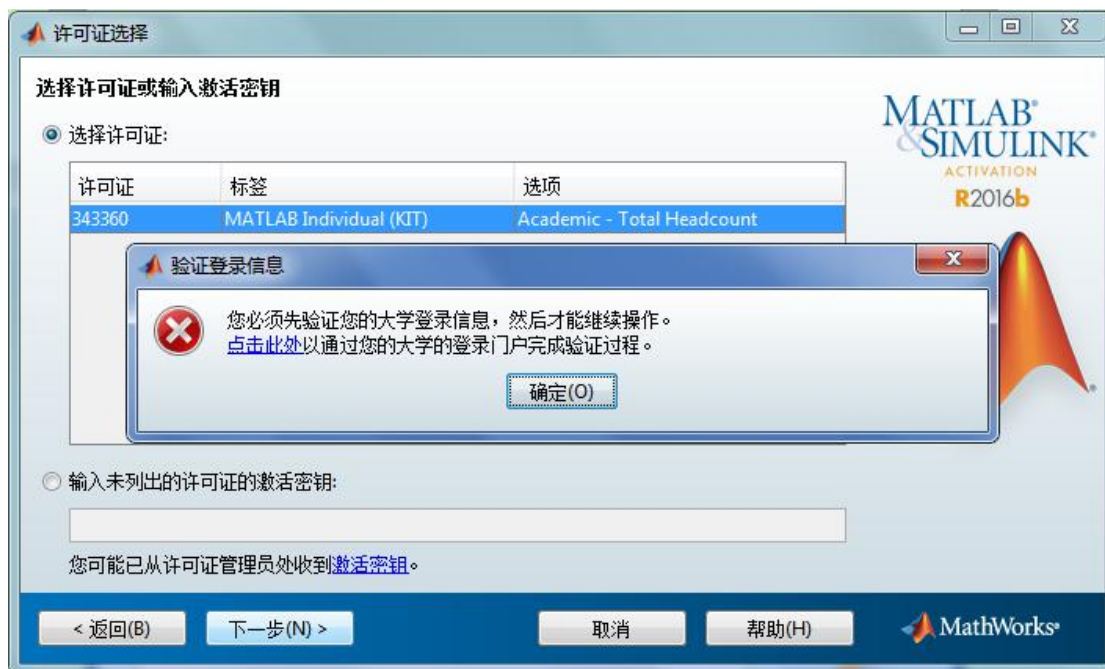 许可证选择
选择许可证或输入激活密钥
选择许可证:
许可证 标签 选项
343360 MATLAB Individual (KIT) Academic - Total Headcount
MATLAB®
&SIMULINK®
ACTIVATION
R2016b
验证登录信息
您必须先验证您的大学登录信息，然后才能继续操作。
点击此处以通过您的大学的登录门户完成验证过程。
确定(O)
输入未列出的许可证的激活密钥:
您可能已从许可证管理员处收到激活密钥。
< 返回(B) 下一步(N) > 取消 帮助(H) MathWorks®